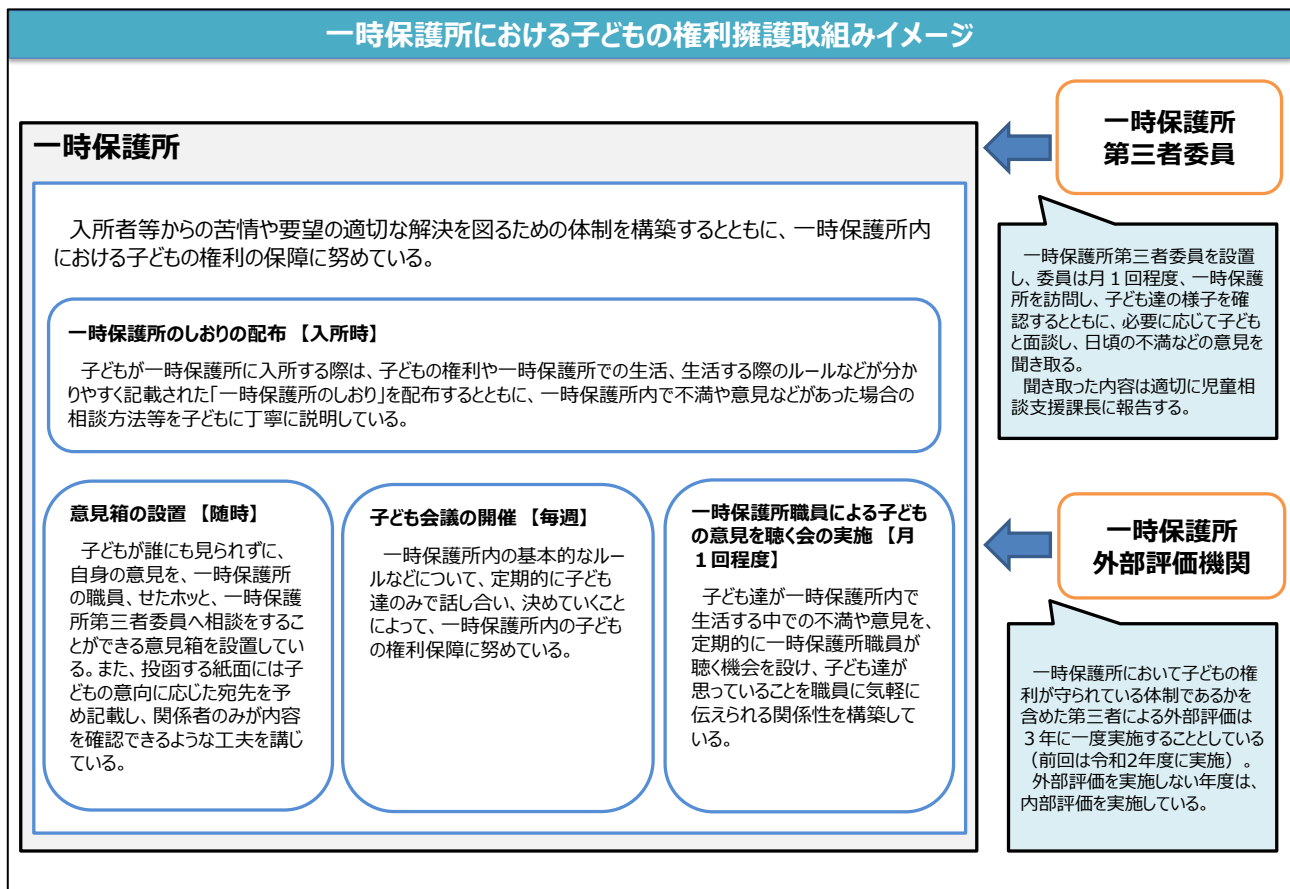 一時保護所における子どもの権利擁護取組みイメージ
一時保護所
入所者等からの苦情や要望の適切な解決を図るための体制を構築するとともに、一時保護所内
における子どもの権利の保障に努めている。
一時保護所のしおりの配布 【入所時】
子どもが一時保護所に入所する際は、子どもの権利や一時保護所での生活、生活する際のルールなどが分か
りやすく記載された「一時保護所のしおり」を配布するとともに、一時保護所内で不満や意見などがあった場合の
相談方法等を子どもに丁寧に説明している。
意見箱の設置 【随時】
子どもが誰にも見られずに、
自身の意見を、一時保護所
の職員、せたホッと、一時保護
所第三者委員へ相談をするこ
とができる意見箱を設置してい
る。また、投函する紙面には子
どもの意向に応じた宛先を予
め記載し、関係者のみが内容
を確認できるような工夫を講じ
ている。
子ども会議の開催 【毎週】
一時保護所内の基本的なルー
ルなどについて、定期的に子ども
達のみで話し合い、決めていくこと
によって、一時保護所内の子ども
の権利保障に努めている。
一時保護所職員による子ども
の意見を聴く会の実施 【月
１回程度】
子ども達が一時保護所内で
生活する中での不満や意見を、
定期的に一時保護所職員が
聴く機会を設け、子ども達が
思っていることを職員に気軽に
伝えられる関係性を構築して
いる。
一時保護所
第三者委員
一時保護所第三者委員を設置
し、委員は月１回程度、一時保護
所を訪問し、子ども達の様子を確
認するとともに、必要に応じて子ども
と面談し、日頃の不満などの意見を
聞き取る。
聞き取った内容は適切に児童相
談支援課長に報告する。
一時保護所
外部評価機関
一時保護所において子どもの権
利が守られている体制であるかを
含めた第三者による外部評価は
３年に一度実施することとしている
（前回は令和2年度に実施）。
外部評価を実施しない年度は、
内部評価を実施している。